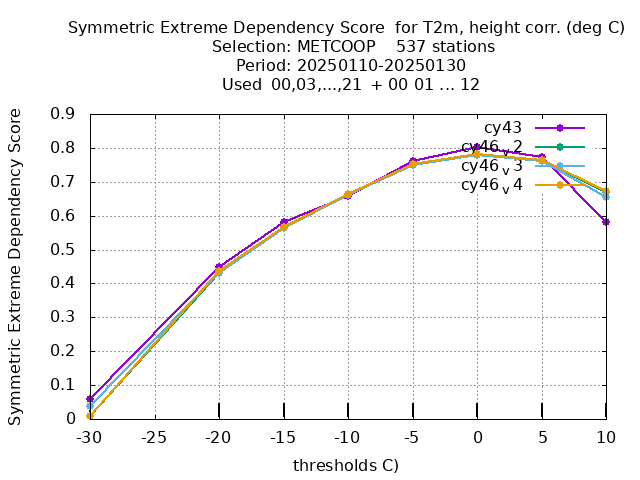 Symmetric Extreme Dependency Score  for T2m, height corr. (deg C)
Selection: METCOOP    537 stations
Period: 20250110-20250130
Used  00,03,...,21  + 00 01 ... 12
Symmetric Extreme Dependency Score
0.9
0.8
0.7
0.6
0.5
0.4
0.3
0.2
0.1
0
cy43
cy46v2
cy46v3
cy46v4
-30 -25 -20 -15 -10 -5 0 5 10
thresholds C)